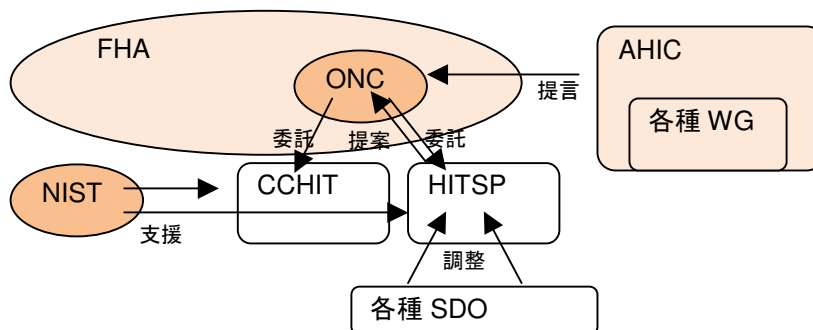 FHA
AHIC
ONC
提言
各種 WG
委託
提案
委託
NIST
CCHIT
HITSP
支援
調整
各種 SDO